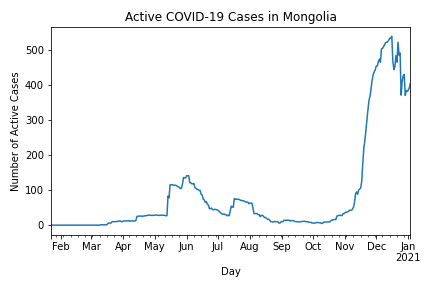 Active COVID-19 Cases in Mongolia
Number of Active Cases
500
400
300
200
100
0
Feb Mar Apr May Jun Jul Aug Sep Oct Nov Dec Jan
2021
Day